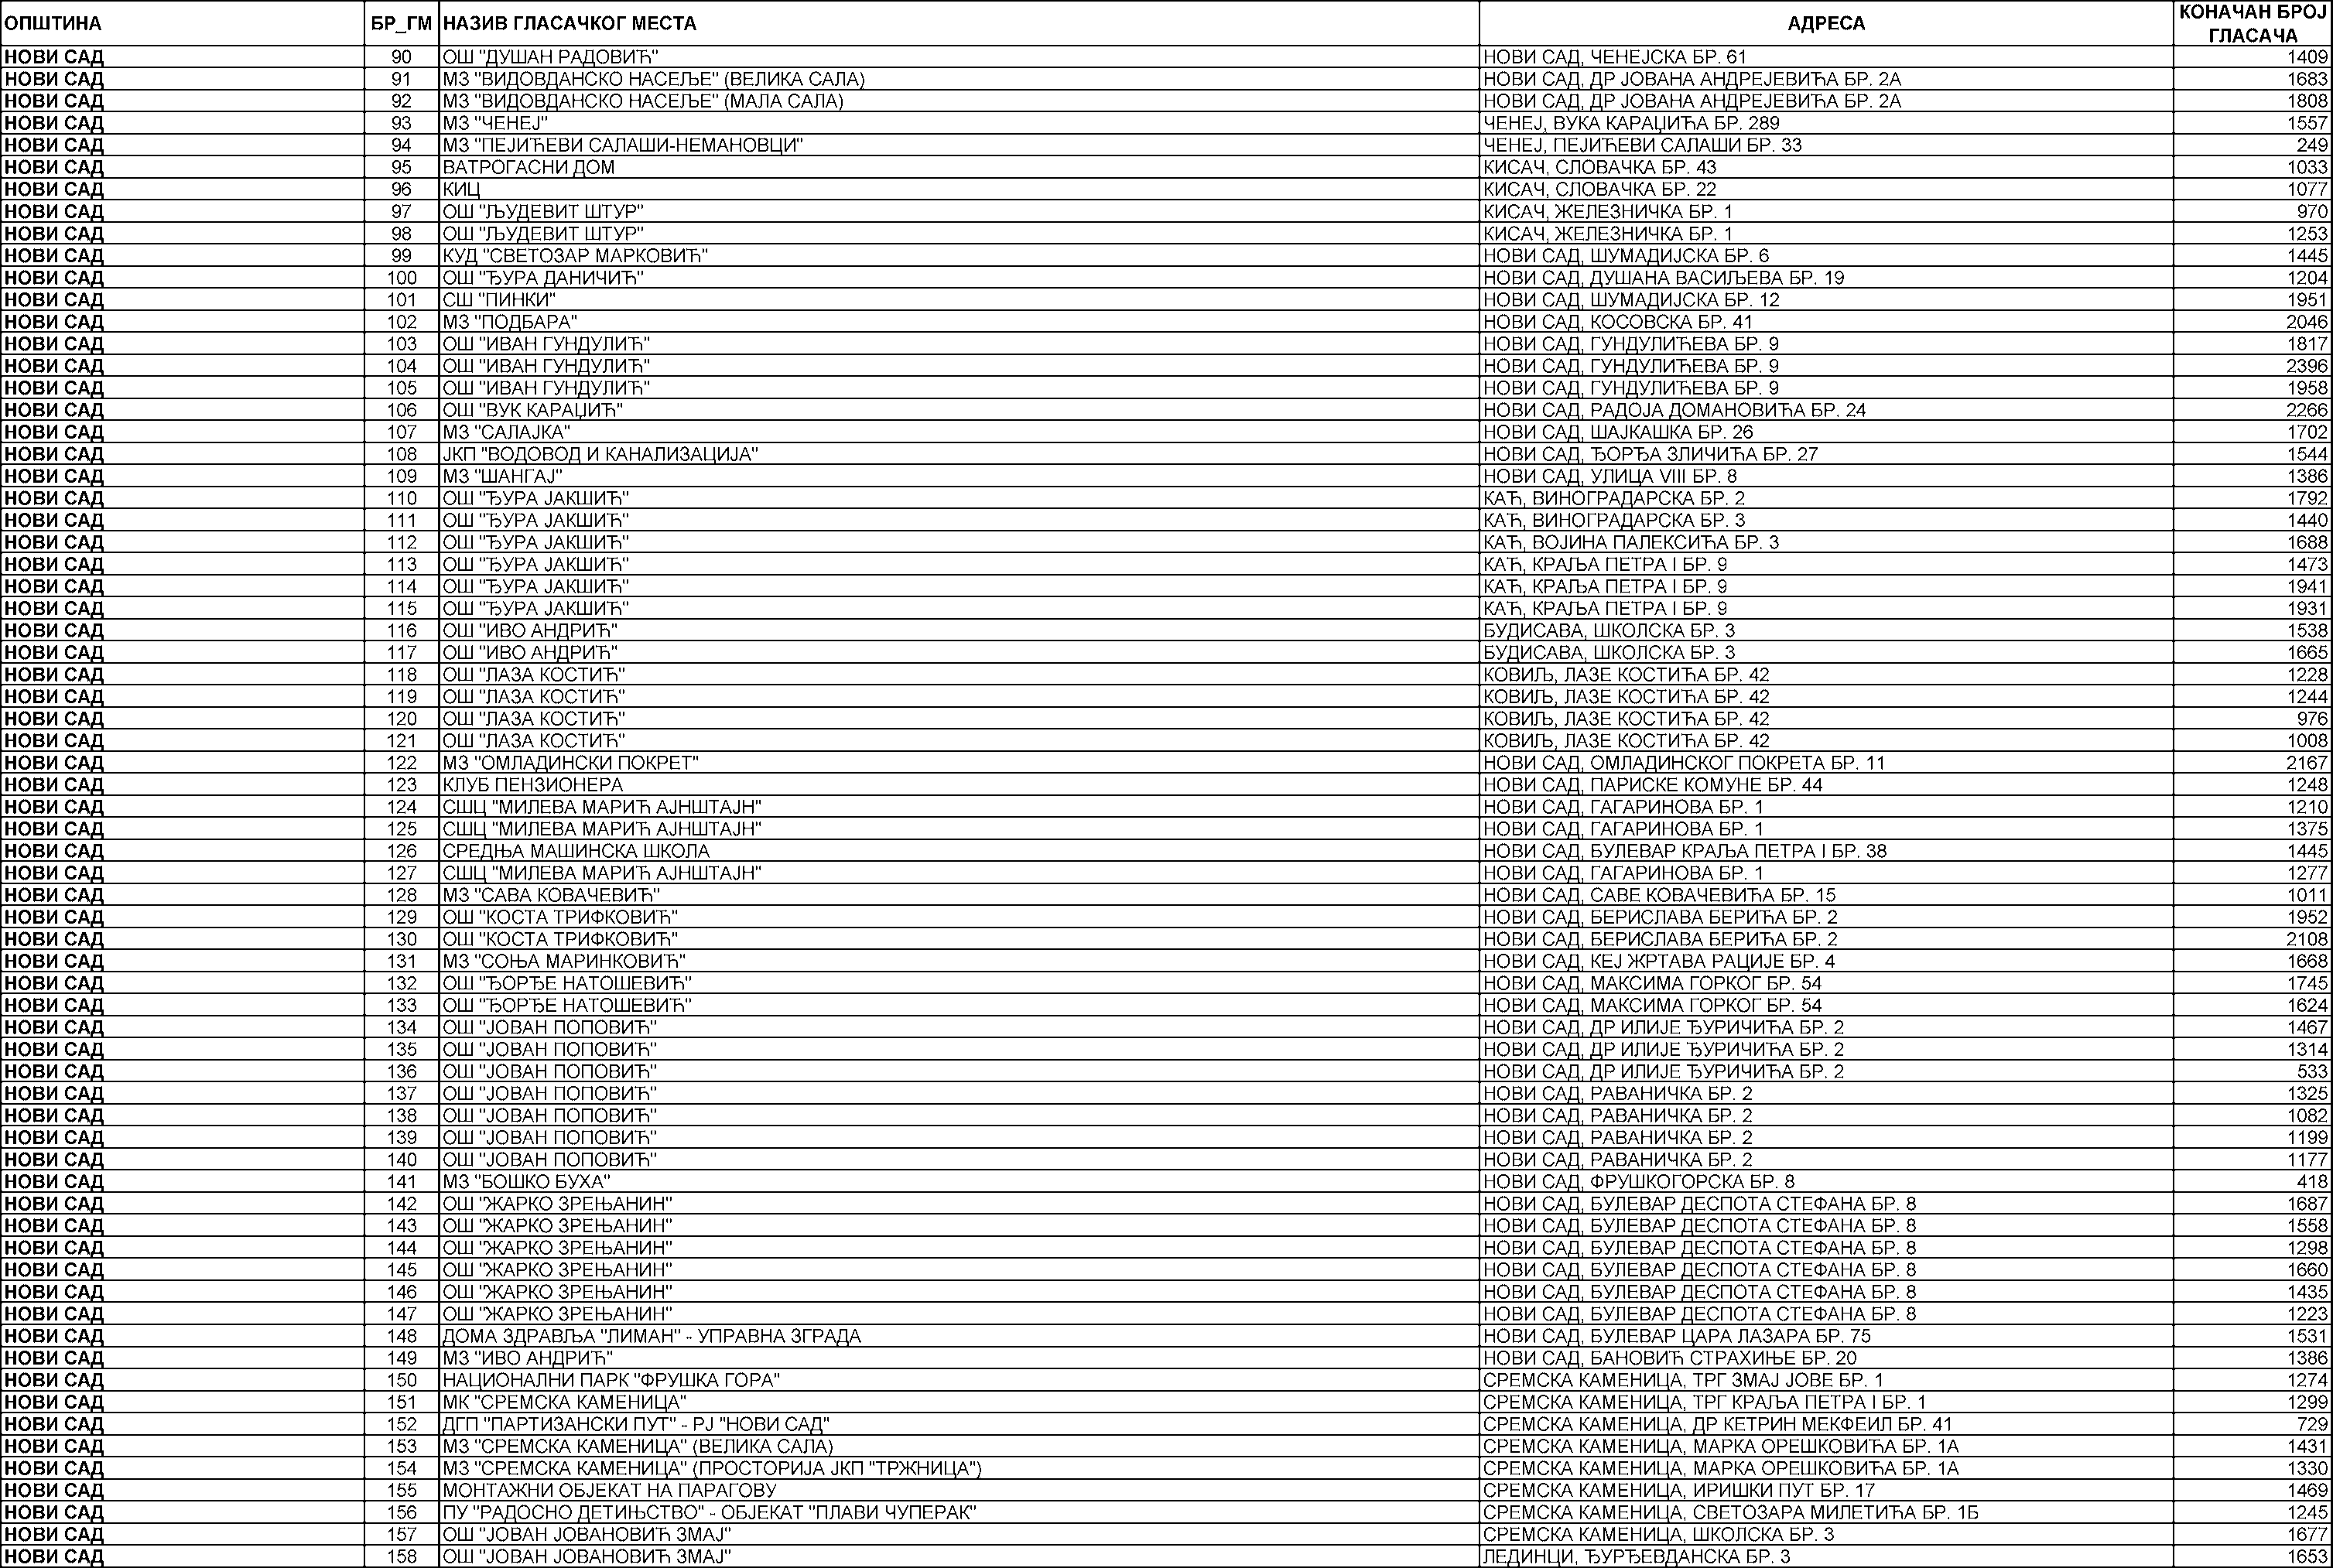 ОПШТИНА БР_ГМ НАЗИВ ГЛАСАЧКОГ МЕСТА АДРЕСА КОНАЧАН БРОЈ ГЛАСАЧА
НОВИ САД 90 ОШ "ДУШАН РАДОВИЋ" НОВИ САД, ЧЕНЕЈСКА БР. 61 1409
НОВИ САД 91 МЗ "ВИДОВДАНСКО НАСЕЉЕ" (ВЕЛИКА САЛА) НОВИ САД, ДР ЈОВАНА АНДРЕЈЕВИЋА БР. 2А 1683
НОВИ САД 92 МЗ "ВИДОВДАНСКО НАСЕЉЕ" (МАЛА САЛА) НОВИ САД, ДР ЈОВАНА АНДРЕЈЕВИЋА БР. 2А 1808
НОВИ САД 93 МЗ "ЧЕНЕЈ" ЧЕНЕЈ, ВУКА КАРАЏИЋА БР. 289 1557
НОВИ САД 94 МЗ "ПЕЈИЋЕВИ САЛАШИ-НЕМАНОВЦИ" ЧЕНЕЈ, ПЕЈИЋЕВИ САЛАШИ БР. 33 249
НОВИ САД 95 ВАТРОГАСНИ ДОМ КИСАЧ, СЛОВАЧКА БР. 43 1033
НОВИ САД 96 КИЦ КИСАЧ, СЛОВАЧКА БР. 22 1077
НОВИ САД 97 ОШ "ЉУДЕВИТ ШТУР" КИСАЧ, ЖЕЛЕЗНИЧКА БР. 1 970
НОВИ САД 98 ОШ "ЉУДЕВИТ ШТУР" КИСАЧ, ЖЕЛЕЗНИЧКА БР. 1 1253
НОВИ САД 99 КУД "СВЕТОЗАР МАРКОВИЋ" НОВИ САД, ШУМАДИЈСКА БР. 6 1445
НОВИ САД 100 ОШ "ЂУРА ДАНИЧИЋ" НОВИ САД, ДУШАНА ВАСИЉЕВА БР. 19 1204
НОВИ САД 101 СШ "ПИНКИ" НОВИ САД, ШУМАДИЈСКА БР. 12 1951
НОВИ САД 102 МЗ "ПОДБАРА" НОВИ САД, КОСОВСКА БР. 41 2046
НОВИ САД 103 ОШ "ИВАН ГУНДУЛИЋ" НОВИ САД, ГУНДУЛИЋЕВА БР. 9 1817
НОВИ САД 104 ОШ "ИВАН ГУНДУЛИЋ" НОВИ САД, ГУНДУЛИЋЕВА БР. 9 2396
НОВИ САД 105 ОШ "ИВАН ГУНДУЛИЋ" НОВИ САД, ГУНДУЛИЋЕВА БР. 9 1958
НОВИ САД 106 ОШ "ВУК КАРАЏИЋ" НОВИ САД, РАДОЈА ДОМАНОВИЋА БР. 24 2266
НОВИ САД 107 МЗ "САЛАЈКА" НОВИ САД, ШАЈКАШКА БР. 26 1702
НОВИ САД 108 ЈКП "ВОДОВОД И КАНАЛИЗАЦИЈА" НОВИ САД, ЂОРЂА ЗЛИЧИЋА БР. 27 1544
НОВИ САД 109 МЗ "ШАНГАЈ" НОВИ САД, УЛИЦА VIII БР. 8 1386
НОВИ САД 110 ОШ "ЂУРА ЈАКШИЋ" КАЋ, ВИНОГРАДАРСКА БР. 2 1792
НОВИ САД 111 ОШ "ЂУРА ЈАКШИЋ" КАЋ, ВИНОГРАДАРСКА БР. 3 1440
НОВИ САД 112 ОШ "ЂУРА ЈАКШИЋ" КАЋ, ВОЈИНА ПАЛЕКСИЋА БР. 3 1688
НОВИ САД 113 ОШ "ЂУРА ЈАКШИЋ" КАЋ, КРАЉА ПЕТРА I БР. 9 1473
НОВИ САД 114 ОШ "ЂУРА ЈАКШИЋ" КАЋ, КРАЉА ПЕТРА I БР. 9 1941
НОВИ САД 115 ОШ "ЂУРА ЈАКШИЋ" КАЋ, КРАЉА ПЕТРА I БР. 9 1931
НОВИ САД 116 ОШ "ИВО АНДРИЋ" БУДИСАВА, ШКОЛСКА БР. 3 1538
НОВИ САД 117 ОШ "ИВО АНДРИЋ" БУДИСАВА, ШКОЛСКА БР. 3 1665
НОВИ САД 118 ОШ "ЛАЗА КОСТИЋ" КОВИЉ, ЛАЗЕ КОСТИЋА БР. 42 1228
НОВИ САД 119 ОШ "ЛАЗА КОСТИЋ" КОВИЉ, ЛАЗЕ КОСТИЋА БР. 42 1244
НОВИ САД 120 ОШ "ЛАЗА КОСТИЋ" КОВИЉ, ЛАЗЕ КОСТИЋА БР. 42 976
НОВИ САД 121 ОШ "ЛАЗА КОСТИЋ" КОВИЉ, ЛАЗЕ КОСТИЋА БР. 42 1008
НОВИ САД 122 МЗ "ОМЛАДИНСКИ ПОКРЕТ" НОВИ САД, ОМЛАДИНСКОГ ПОКРЕТА БР. 11 2167
НОВИ САД 123 КЛУБ ПЕНЗИОНЕРА НОВИ САД, ПАРИСКЕ КОМУНЕ БР. 44 1248
НОВИ САД 124 СШЦ "МИЛЕВА МАРИЋ АЈНШТАЈН" НОВИ САД, ГАГАРИНОВА БР. 1 1210
НОВИ САД 125 СШЦ "МИЛЕВА МАРИЋ АЈНШТАЈН" НОВИ САД, ГАГАРИНОВА БР. 1 1375
НОВИ САД 126 СРЕДЊА МАШИНСКА ШКОЛА НОВИ САД, БУЛЕВАР КРАЉА ПЕТРА I БР. 38 1445
НОВИ САД 127 СШЦ "МИЛЕВА МАРИЋ АЈНШТАЈН" НОВИ САД, ГАГАРИНОВА БР. 1 1277
НОВИ САД 128 МЗ "САВА КОВАЧЕВИЋ" НОВИ САД, САВЕ КОВАЧЕВИЋА БР. 15 1011
НОВИ САД 129 ОШ "КОСТА ТРИФКОВИЋ" НОВИ САД, БЕРИСЛАВА БЕРИЋА БР. 2 1952
НОВИ САД 130 ОШ "КОСТА ТРИФКОВИЋ" НОВИ САД, БЕРИСЛАВА БЕРИЋА БР. 2 2108
НОВИ САД 131 МЗ "СОЊА МАРИНКОВИЋ" НОВИ САД, КЕЈ ЖРТАВА РАЦИЈЕ БР. 4 1668
НОВИ САД 132 ОШ "ЂОРЂЕ НАТОШЕВИЋ" НОВИ САД, МАКСИМА ГОРКОГ БР. 54 1745
НОВИ САД 133 ОШ "ЂОРЂЕ НАТОШЕВИЋ" НОВИ САД, МАКСИМА ГОРКОГ БР. 54 1624
НОВИ САД 134 ОШ "ЈОВАН ПОПОВИЋ" НОВИ САД, ДР ИЛИЈЕ ЂУРИЧИЋА БР. 2 1467
НОВИ САД 135 ОШ "ЈОВАН ПОПОВИЋ" НОВИ САД, ДР ИЛИЈЕ ЂУРИЧИЋА БР. 2 1314
НОВИ САД 136 ОШ "ЈОВАН ПОПОВИЋ" НОВИ САД, ДР ИЛИЈЕ ЂУРИЧИЋА БР. 2 533
НОВИ САД 137 ОШ "ЈОВАН ПОПОВИЋ" НОВИ САД, РАВАНИЧКА БР. 2 1325
НОВИ САД 138 ОШ "ЈОВАН ПОПОВИЋ" НОВИ САД, РАВАНИЧКА БР. 2 1082
НОВИ САД 139 ОШ "ЈОВАН ПОПОВИЋ" НОВИ САД, РАВАНИЧКА БР. 2 1199
НОВИ САД 140 ОШ "ЈОВАН ПОПОВИЋ" НОВИ САД, РАВАНИЧКА БР. 2 1177
НОВИ САД 141 МЗ "БОШКО БУХА" НОВИ САД, ФРУШКОГОРСКА БР. 8 418
НОВИ САД 142 ОШ "ЖАРКО ЗРЕЊАНИН" НОВИ САД, БУЛЕВАР ДЕСПОТА СТЕФАНА БР. 8 1687
НОВИ САД 143 ОШ "ЖАРКО ЗРЕЊАНИН" НОВИ САД, БУЛЕВАР ДЕСПОТА СТЕФАНА БР. 8 1558
НОВИ САД 144 ОШ "ЖАРКО ЗРЕЊАНИН" НОВИ САД, БУЛЕВАР ДЕСПОТА СТЕФАНА БР. 8 1298
НОВИ САД 145 ОШ "ЖАРКО ЗРЕЊАНИН" НОВИ САД, БУЛЕВАР ДЕСПОТА СТЕФАНА БР. 8 1660
НОВИ САД 146 ОШ "ЖАРКО ЗРЕЊАНИН" НОВИ САД, БУЛЕВАР ДЕСПОТА СТЕФАНА БР. 8 1435
НОВИ САД 147 ОШ "ЖАРКО ЗРЕЊАНИН" НОВИ САД, БУЛЕВАР ДЕСПОТА СТЕФАНА БР. 8 1223
НОВИ САД 148 ДОМА ЗДРАВЉА "ЛИМАН" - УПРАВНА ЗГРАДА НОВИ САД, БУЛЕВАР ЦАРА ЛАЗАРА БР. 75 1531
НОВИ САД 149 МЗ "ИВО АНДРИЋ" НОВИ САД, БАНОВИЋ СТРАХИЊЕ БР. 20 1386
НОВИ САД 150 НАЦИОНАЛНИ ПАРК "ФРУШКА ГОРА" СРЕМСКА КАМЕНИЦА, ТРГ ЗМАЈ ЈОВЕ БР. 1 1274
НОВИ САД 151 МК "СРЕМСКА КАМЕНИЦА" СРЕМСКА КАМЕНИЦА, ТРГ КРАЉА ПЕТРА I БР. 1 1299
НОВИ САД 152 ДГП "ПАРТИЗАНСКИ ПУТ" - РЈ "НОВИ САД" СРЕМСКА КАМЕНИЦА, ДР КЕТРИН МЕКФЕИЛ БР. 41 729
НОВИ САД 153 МЗ "СРЕМСКА КАМЕНИЦА" (ВЕЛИКА САЛА) СРЕМСКА КАМЕНИЦА, МАРКА ОРЕШКОВИЋА БР. 1А 1431
НОВИ САД 154 МЗ "СРЕМСКА КАМЕНИЦА" (ПРОСТОРИЈА ЈКП "ТРЖНИЦА") СРЕМСКА КАМЕНИЦА, МАРКА ОРЕШКОВИЋА БР. 1А 1330
НОВИ САД 155 МОНТАЖНИ ОБЈЕКАТ НА ПАРАГОВУ СРЕМСКА КАМЕНИЦА, ИРИШКИ ПУТ БР. 17 1469
НОВИ САД 156 ПУ "РАДОСНО ДЕТИЊСТВО" - ОБЈЕКАТ "ПЛАВИ ЧУПЕРАК" СРЕМСКА КАМЕНИЦА, СВЕТОЗАРА МИЛЕТИЋА БР. 1Б 1245
НОВИ САД 157 ОШ "ЈОВАН ЈОВАНОВИЋ ЗМАЈ" СРЕМСКА КАМЕНИЦА, ШКОЛСКА БР. 3 1677
НОВИ САД 158 ОШ "ЈОВАН ЈОВАНОВИЋ ЗМАЈ" ЛЕДИНЦИ, ЂУРЂЕВДАНСКА БР. 3 1653